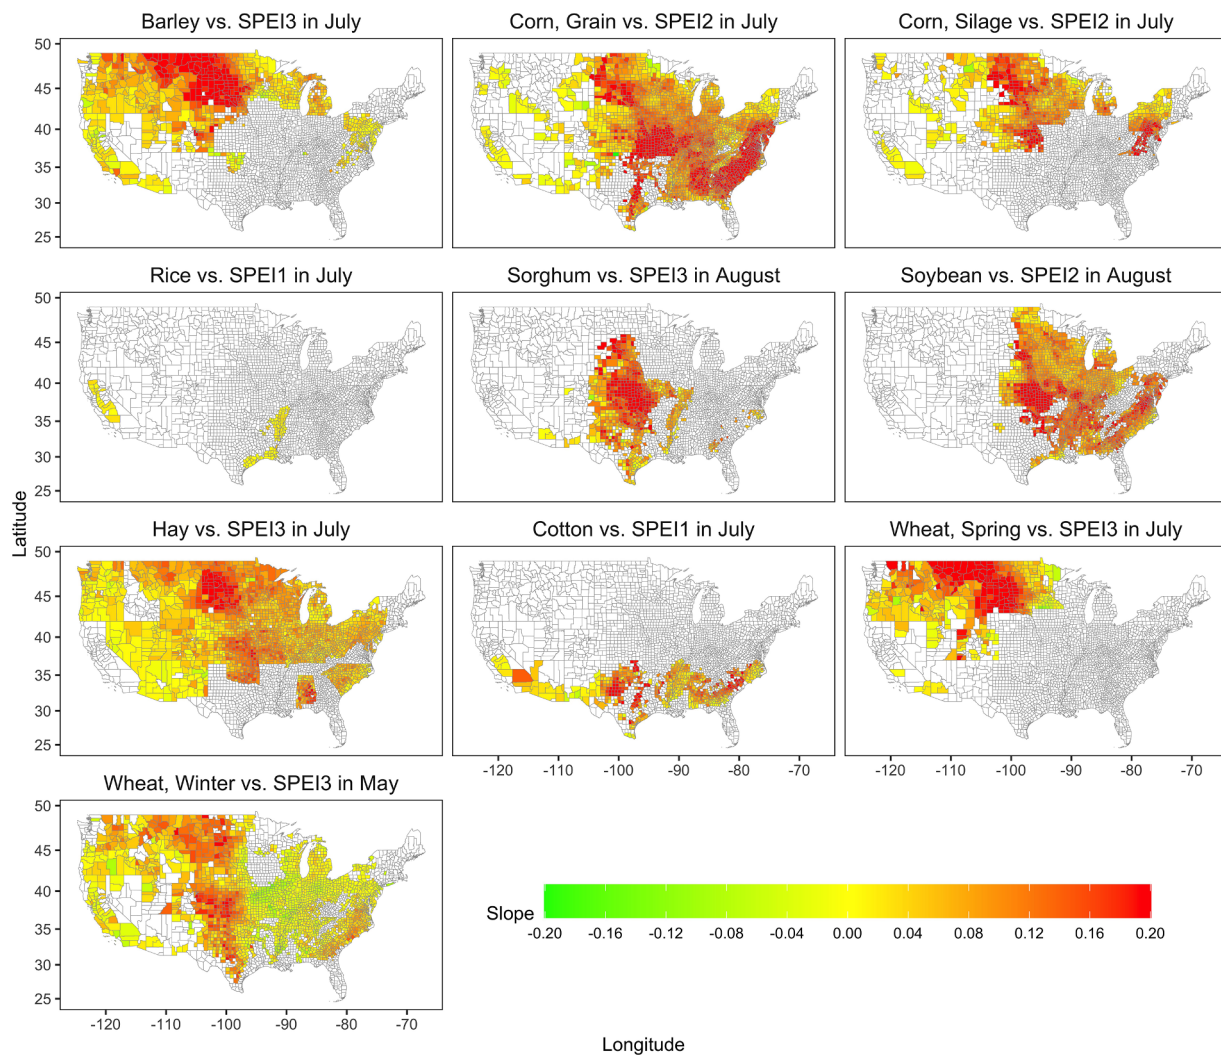 Barley vs. SPEI3 in July
Corn, Grain vs. SPEI2 in July
Corn, Silage vs. SPEI2 in July
50
45
40
35
30
25
Rice vs. SPEI1 in July
Sorghum vs. SPEI3 in August
Soybean vs. SPEI2 in August
50
45
40
35
30
25
Latitude
Hay vs. SPEI3 in July
Cotton vs. SPEI1 in July
Wheat, Spring vs. SPEI3 in July
50
45
40
35
30
25
-120 -110 -100 -90 -80 -70
-120 -110 -100 -90 -80 -70
Wheat, Winter vs. SPEI3 in May
50
45
40
35
30
25
-120 -110 -100 -90 -80 -70
Slope
-0.20 -0.16 -0.12 -0.08 -0.04 0.00 0.04 0.08 0.12 0.16 0.20
Longitude